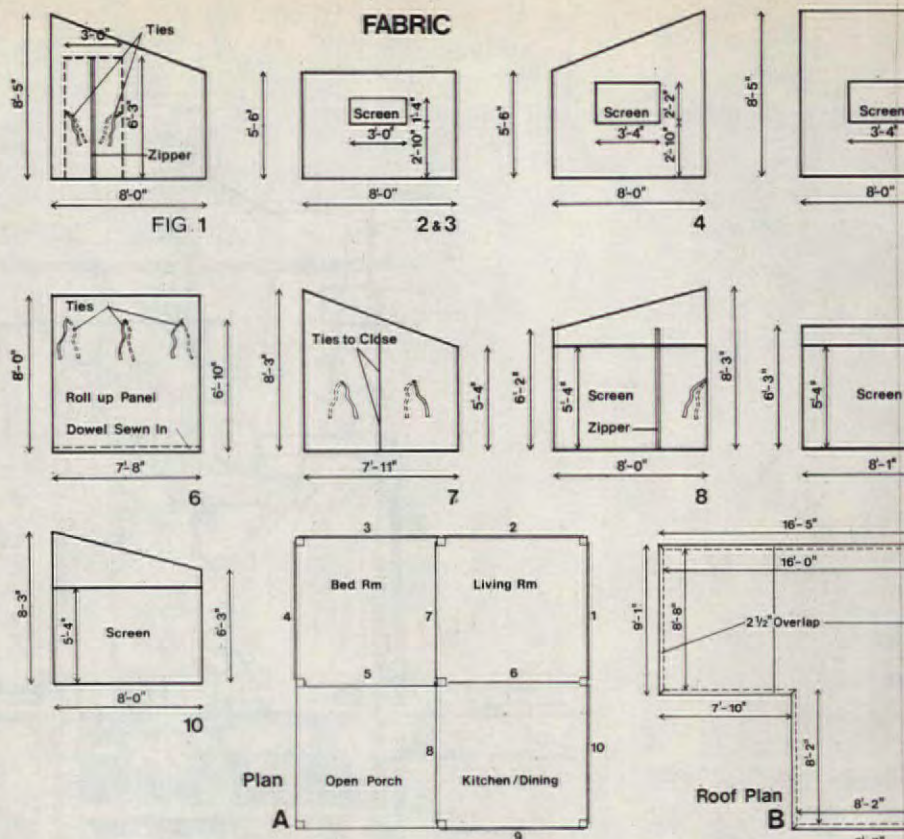 FABRIC
3'-0"
Ties
8'-5"
6'-3"
Zipper
8'-0"
FIG. 1
5'-6"
Screen
1'-4"
3'-0"
2'-10"
8'-0"
2 & 3
5'-6"
Screen
2'-2"
3'-4"
2'-10"
8'-0"
4
8'-5"
Screen
3'-4"
8'-0"
Ties
8'-0"
6'-10"
Roll up Panel
Dowel Sewn In
7'-8"
6
8'-3"
Ties to Close
5'-4"
7'-11"
7
6'-2"
5'-4"
Screen
Zipper
8'-3"
8'-0"
8
6'-3"
5'-4"
Screen
8'-1"
8-3"
5'-4"
Screen
6'-3"
8'-0"
10
3
2
Bed Rm
Living Rm
4
7
1
5
6
8
10
Open Porch
Kitchen/Dining
Plan
A
9
16'-5"
16'-0"
9'-1"
8'-8"
2 1/2" Overlap
7'-10"
8'-2"
8'-2"
Roof Plan
B